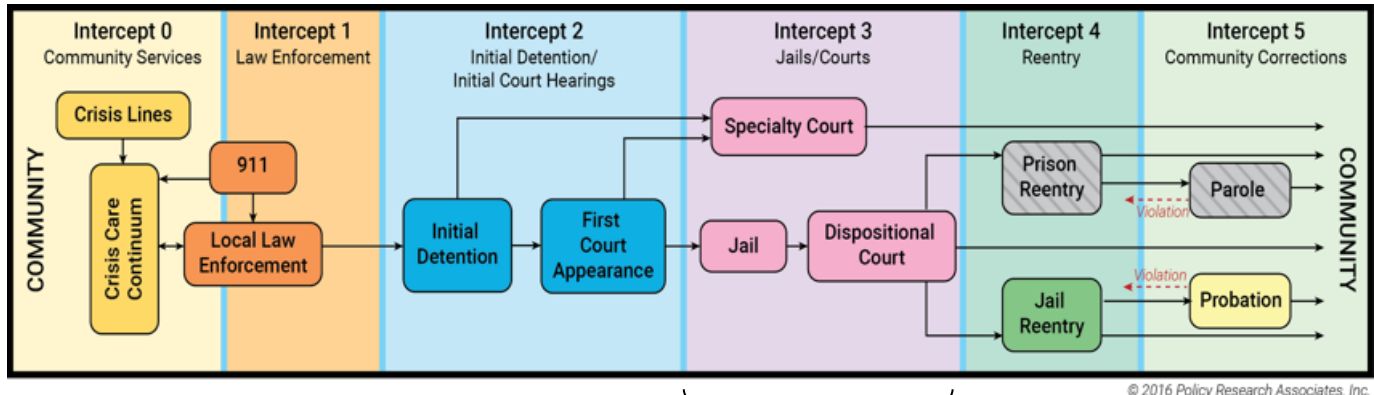 Intercept 0
Community Services
Intercept 1
Law Enforcement
Intercept 2
Initial Detention/
Initial Court Hearings
Intercept 3
Jails/Courts
Intercept 4
Reentry
Intercept 5
Community Corrections
COMMUNITY
Crisis Lines
Crisis Care
Continuum
911
Local Law
Enforcement
Initial
Detention
First
Court
Appearance
Specialty Court
Jail
Dispositional
Court
Prison
Reentry
Violation
Parole
Jail
Reentry
Violation
Probation
COMMUNITY
© 2016 Policy Research Associates, Inc.